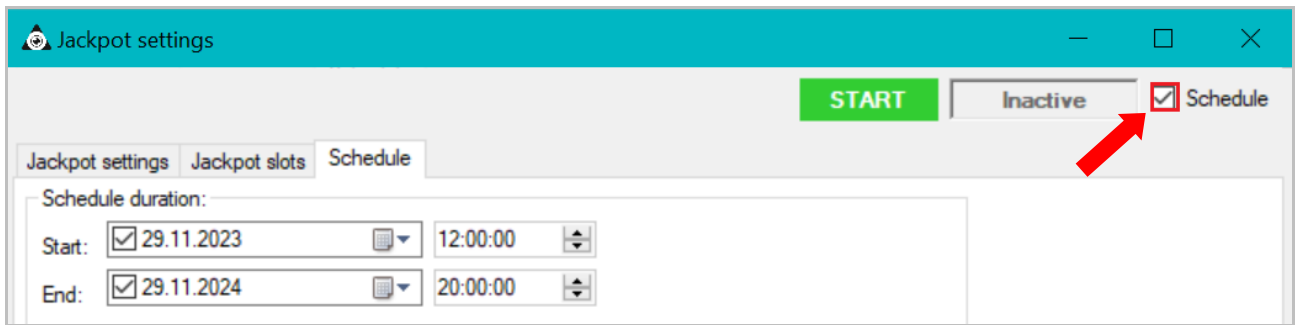 Jackpot settings
START Inactive Schedule
Jackpot settings Jackpot slots Schedule
Schedule duration:
Start: 29.11.2023 12:00:00
End: 29.11.2024 20:00:00